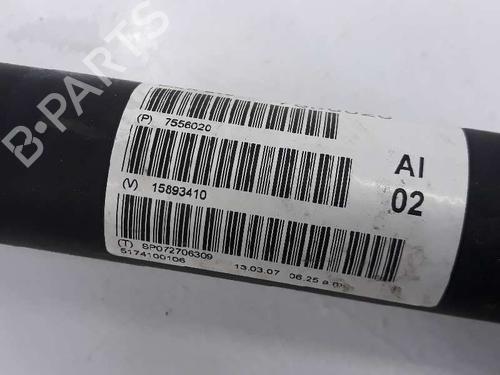 B-PARTS
(P) 7556020
(V) 15893410
(T) SP072706309
5174100106 13.03.07 06.25 a.m.
AI
02